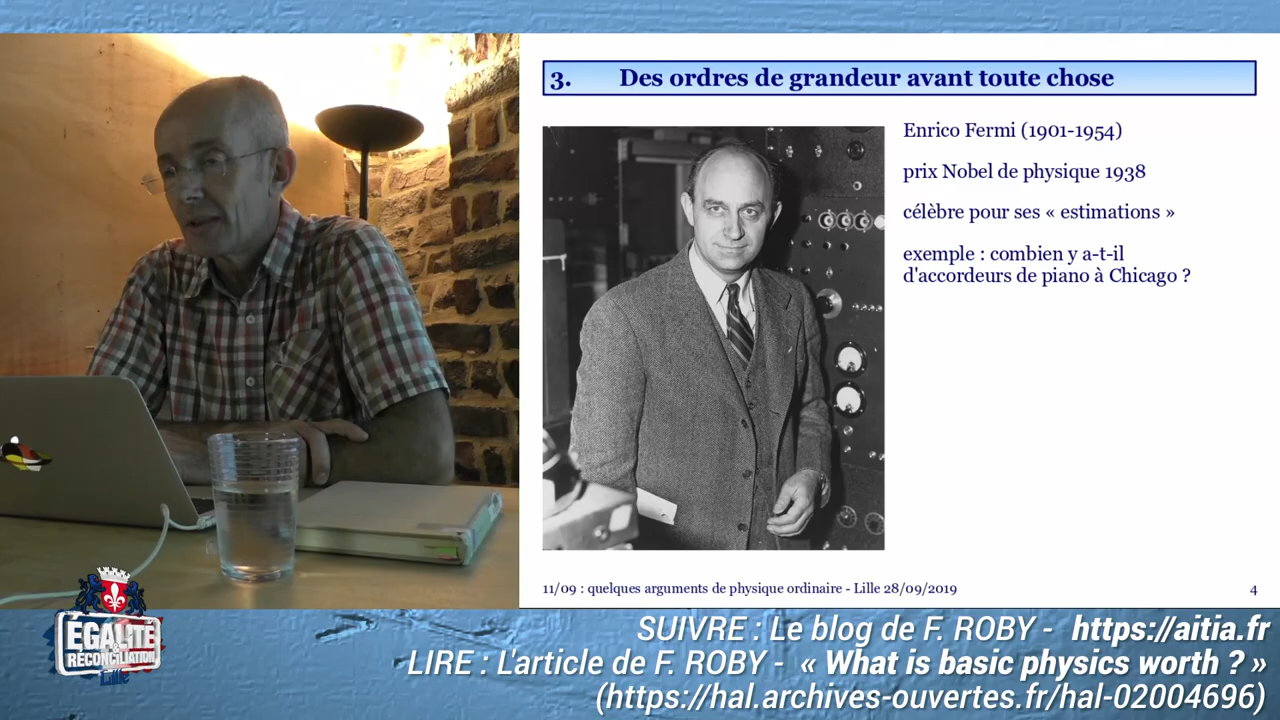 3. Des ordres de grandeur avant toute chose
Enrico Fermi (1901-1954)
prix Nobel de physique 1938
célèbre pour ses « estimations »
exemple : combien y a-t-il
d'accordeurs de piano à Chicago ?
11/09 : quelques arguments de physique ordinaire - Lille 28/09/2019 4
ÉGALITÉ
&
RÉCONCILIATION
Lille
SUIVRE : Le blog de F. ROBY - https://aitia.fr
LIRE : L'article de F. ROBY - « What is basic physics worth ? »
(https://hal.archives-ouvertes.fr/hal-02004696)